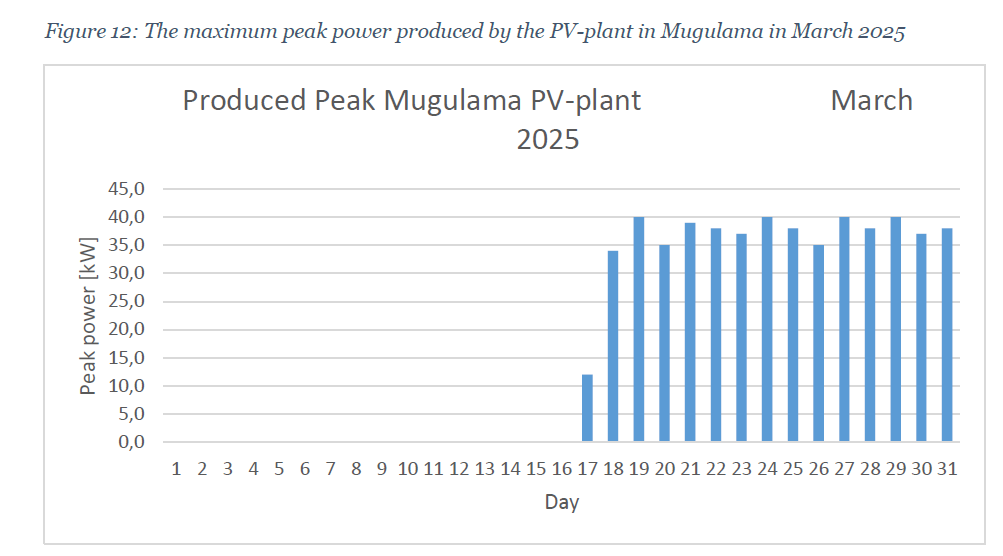 Figure 12: The maximum peak power produced by the PV-plant in Mugulama in March 2025
Produced Peak Mugulama PV-plant March
2025
45,0
40,0
35,0
30,0
25,0
20,0
15,0
10,0
5,0
0,0
Peak power [kW]
1 2 3 4 5 6 7 8 9 10 11 12 13 14 15 16 17 18 19 20 21 22 23 24 25 26 27 28 29 30 31
Day